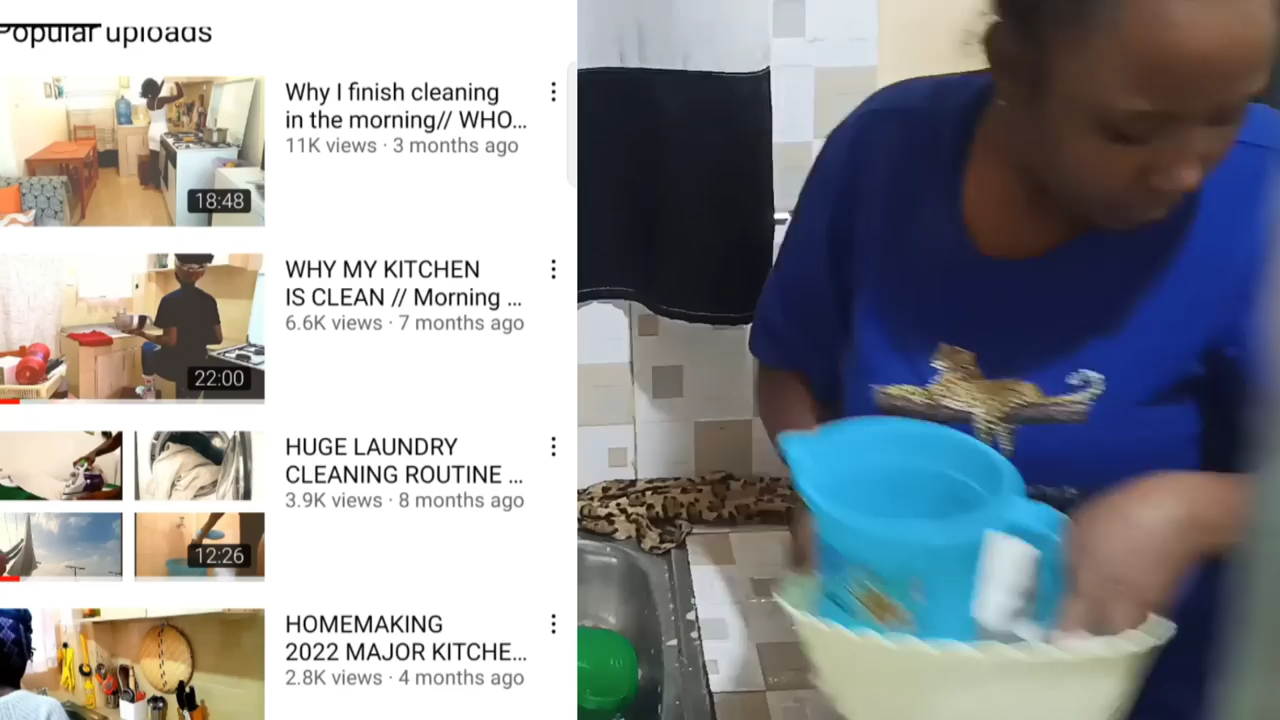 Popular uploads
Why I finish cleaning
in the morning// WHO...
11K views · 3 months ago
18:48
WHY MY KITCHEN
IS CLEAN // Morning ...
6.6K views · 7 months ago
22:00
HUGE LAUNDRY
CLEANING ROUTINE ...
3.9K views · 8 months ago
12:26
HOMEMAKING
2022 MAJOR KITCHE...
2.8K views · 4 months ago